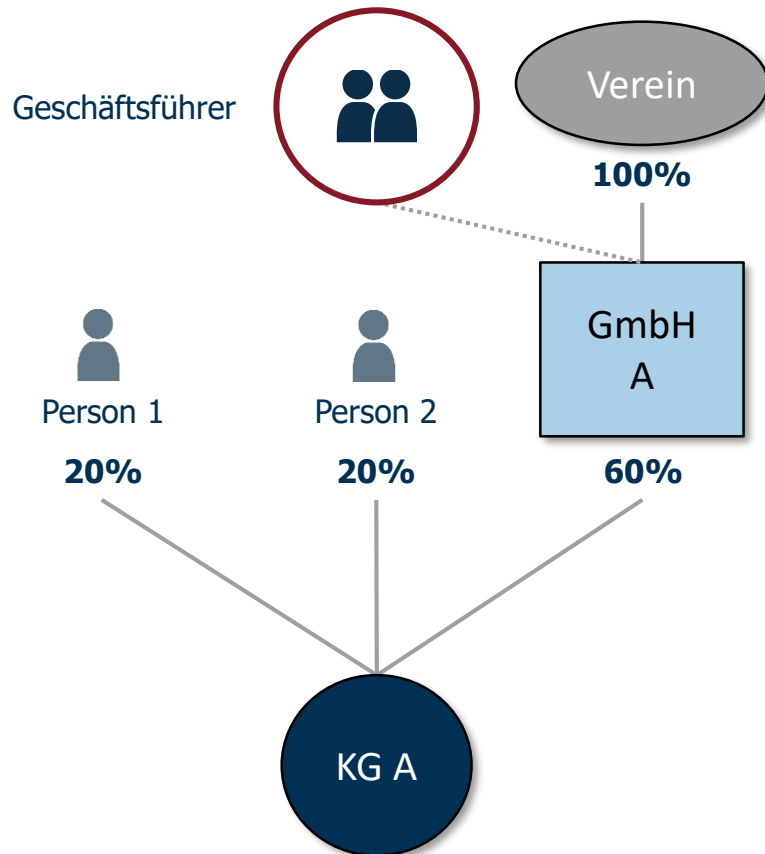 Verein
Geschäftsführer
100%
GmbH
A
Person 1
Person 2
20%
20%
60%
KG A